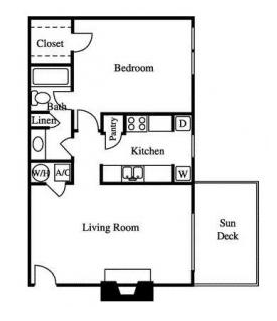 Closet
Bedroom
Bath
Linen
Pantry
D
Kitchen
W/H
A/C
W
Living Room
Sun
Deck